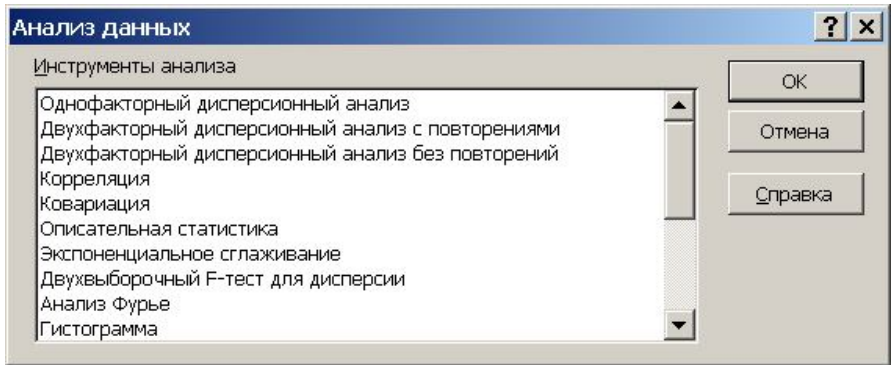 Анализ данных
Инструменты анализа
Однофакторный дисперсионный анализ
Двухфакторный дисперсионный анализ с повторениями
Двухфакторный дисперсионный анализ без повторений
Корреляция
Ковариация
Описательная статистика
Экспоненциальное сглаживание
Двухвыборочный F-тест для дисперсии
Анализ Фурье
Гистограмма
OK
Отмена
Справка